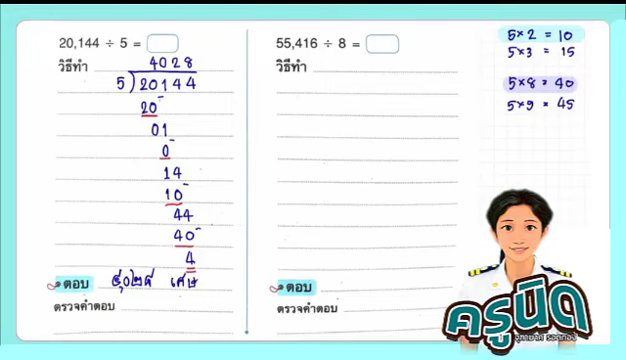 20,144 ÷ 5 =
วิธีทำ
4028
5)20144
20-
01
0-
14
10-
44
40-
4
ตอบ ๔,๐๒๘ เศษ
ตรวจคำตอบ
55,416 ÷ 8 =
วิธีทำ
ตอบ
ตรวจคำตอบ
5×2 = 10
5×3 = 15
5×8 = 40
5×9 = 45
ครูนิด